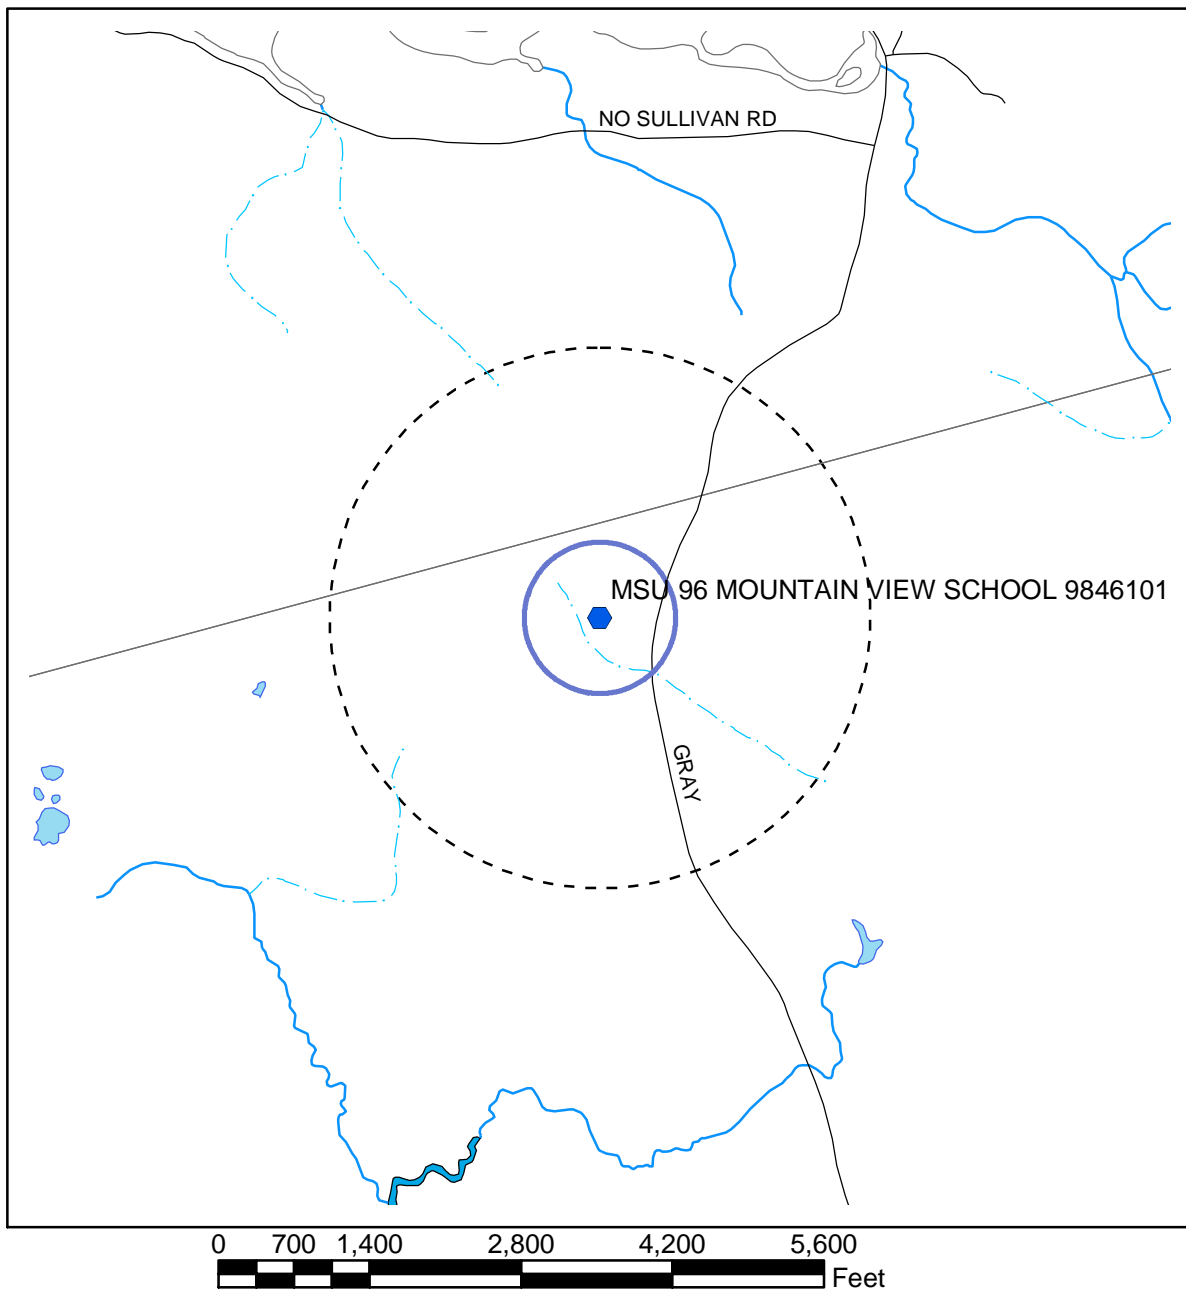 NO SULLIVAN RD
MSU 96 MOUNTAIN VIEW SCHOOL 9846101
GRAY
0 700 1,400 2,800 4,200 5,600
Feet